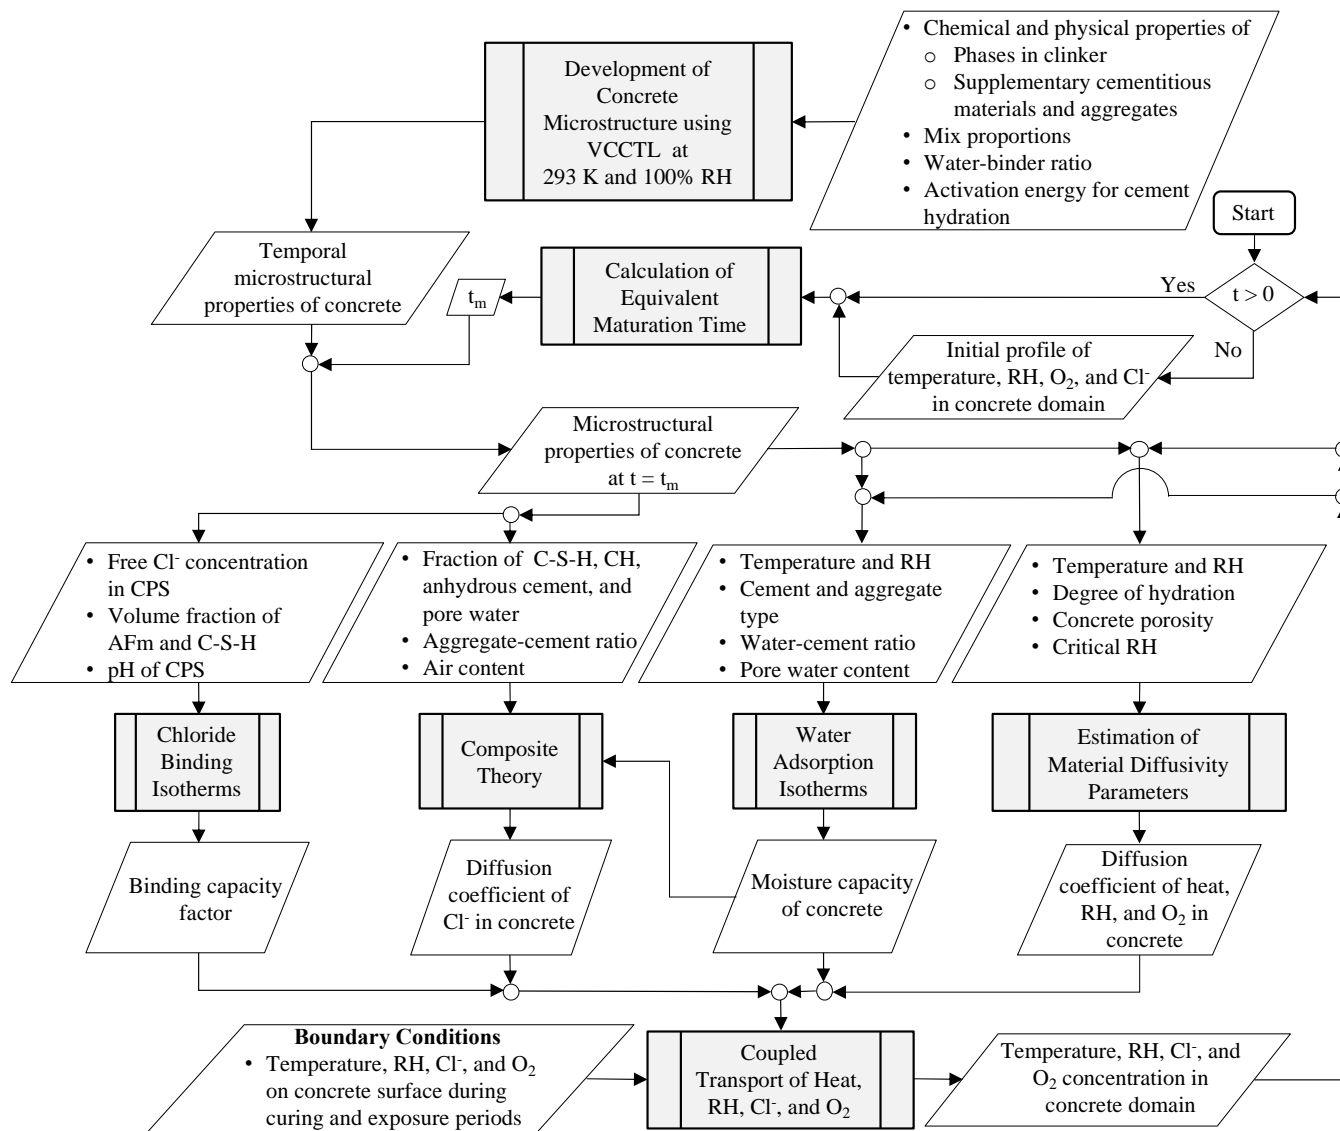 • Chemical and physical properties of
o Phases in clinker
o Supplementary cementitious
materials and aggregates
• Mix proportions
• Water-binder ratio
• Activation energy for cement
hydration
Development of
Concrete
Microstructure using
VCCTL at
293 K and 100% RH
Start
Temporal
microstructural
properties of concrete
tₘ
Calculation of
Equivalent
Maturation Time
Yes
t > 0
No
Initial profile of
temperature, RH, O₂, and Cl⁻
in concrete domain
Microstructural
properties of concrete
at t = tₘ
• Free Cl⁻ concentration
in CPS
• Volume fraction of
AFm and C-S-H
• pH of CPS
• Fraction of C-S-H, CH,
anhydrous cement, and
pore water
• Aggregate-cement ratio
• Air content
• Temperature and RH
• Cement and aggregate
type
• Water-cement ratio
• Pore water content
• Temperature and RH
• Degree of hydration
• Concrete porosity
• Critical RH
Chloride
Binding
Isotherms
Composite
Theory
Water
Adsorption
Isotherms
Estimation of
Material Diffusivity
Parameters
Binding capacity
factor
Diffusion
coefficient of
Cl⁻ in concrete
Moisture capacity
of concrete
Diffusion
coefficient of heat,
RH, and O₂ in
concrete
Boundary Conditions
• Temperature, RH, Cl⁻, and O₂
on concrete surface during
curing and exposure periods
Coupled
Transport of Heat,
RH, Cl⁻, and O₂
Temperature, RH, Cl⁻, and
O₂ concentration in
concrete domain